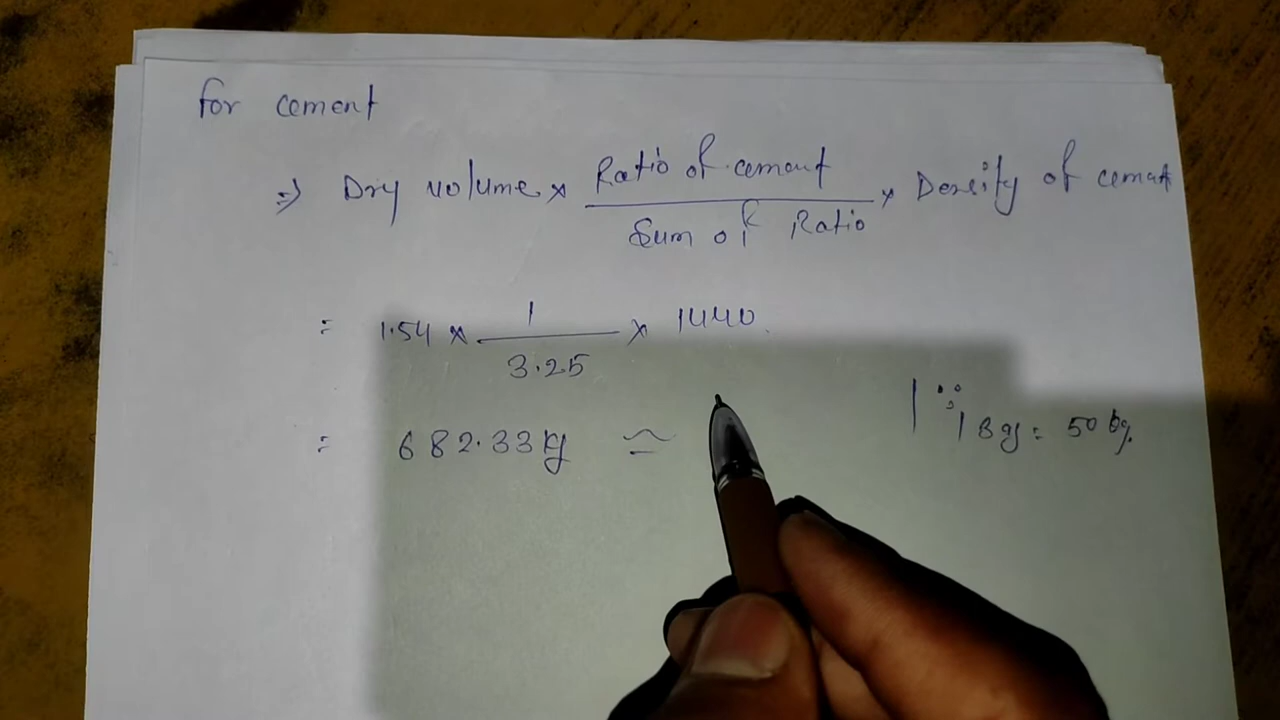 for cement
⇒ Dry volume × Ratio of cement / Sum of Ratio × Density of cement
= 1.54 × 1 / 3.25 × 1440
= 682.33 kg ≃
| ∵ 1 Bg = 50 kg.